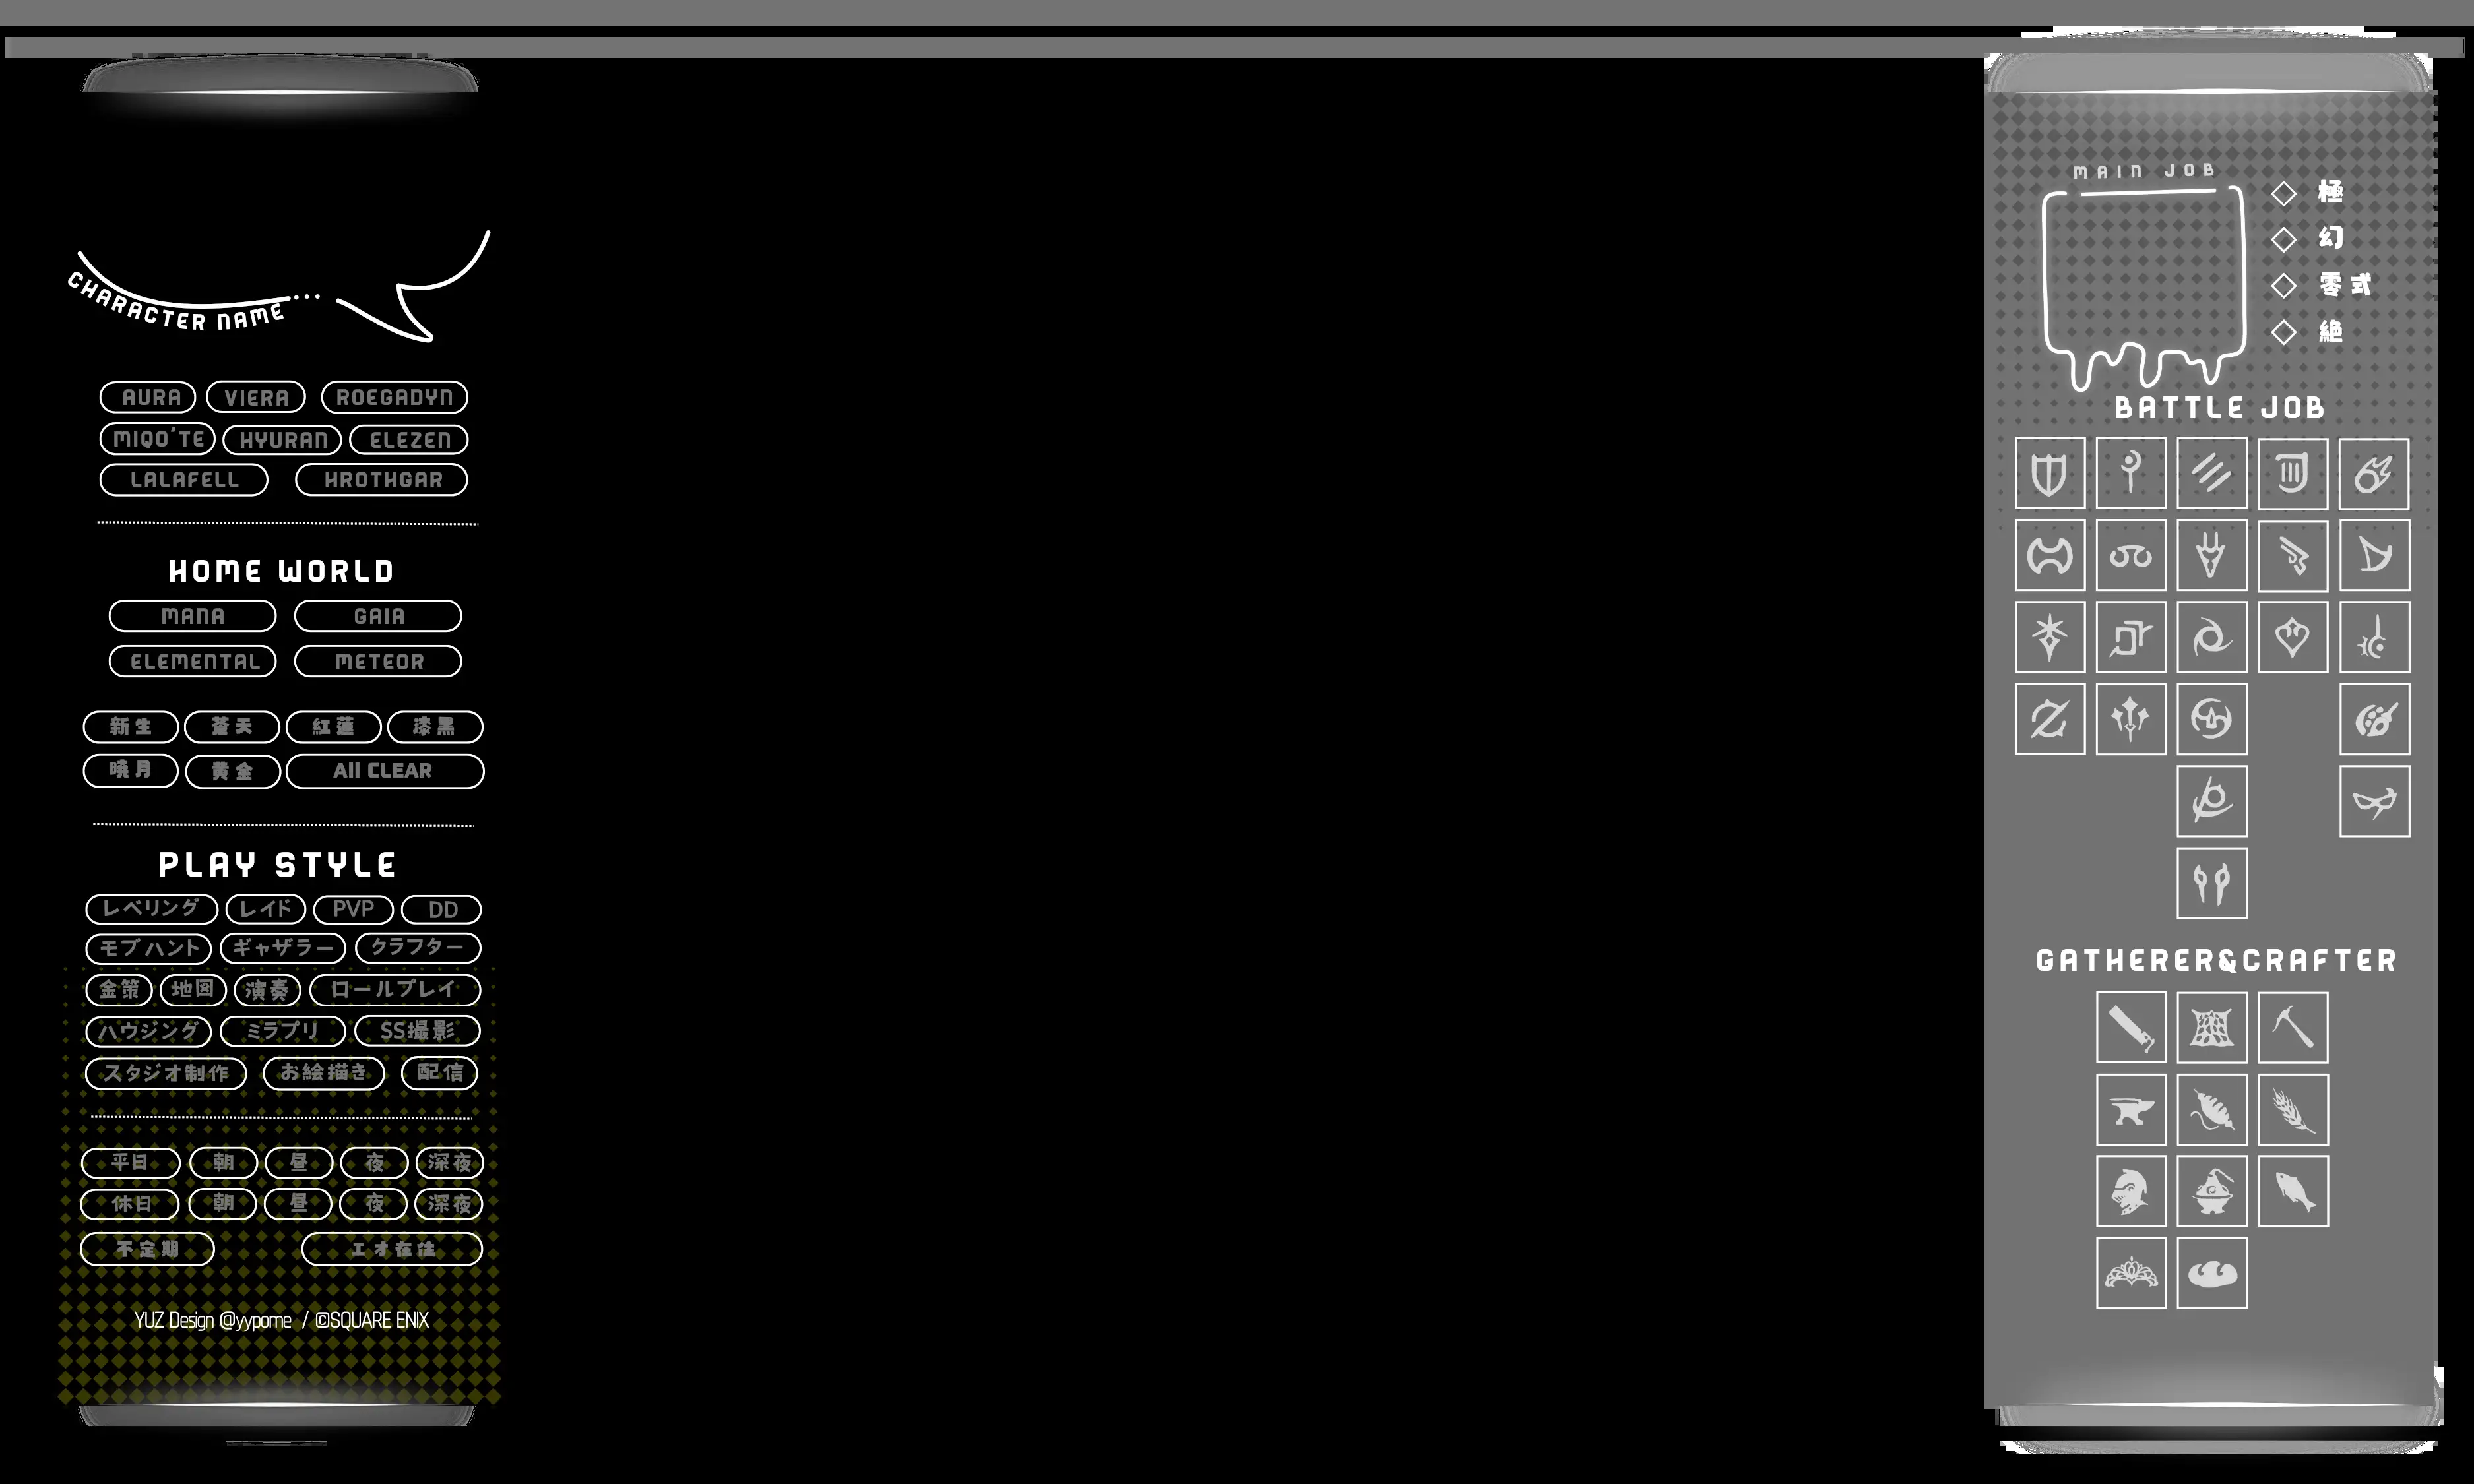 CHARACTER NAME
AURA VIERA ROEGADYN
MIQO'TE HYURAN ELEZEN
LALAFELL HROTHGAR
HOME WORLD
MANA GAIA
ELEMENTAL METEOR
新生 蒼天 紅蓮 漆黒
暁月 黄金 All CLEAR
PLAY STYLE
レベリング レイド PVP DD
モブハント ギャザラー クラフター
金策 地図 演奏 ロールプレイ
ハウジング ミラプリ SS撮影
スタジオ制作 お絵描き 配信
平日 朝 昼 夜 深夜
休日 朝 昼 夜 深夜
不定期 エオ在住
YUZ Design @yypome / ©SQUARE ENIX
MAIN JOB
極
幻
零式
絶
BATTLE JOB
GATHERER&CRAFTER